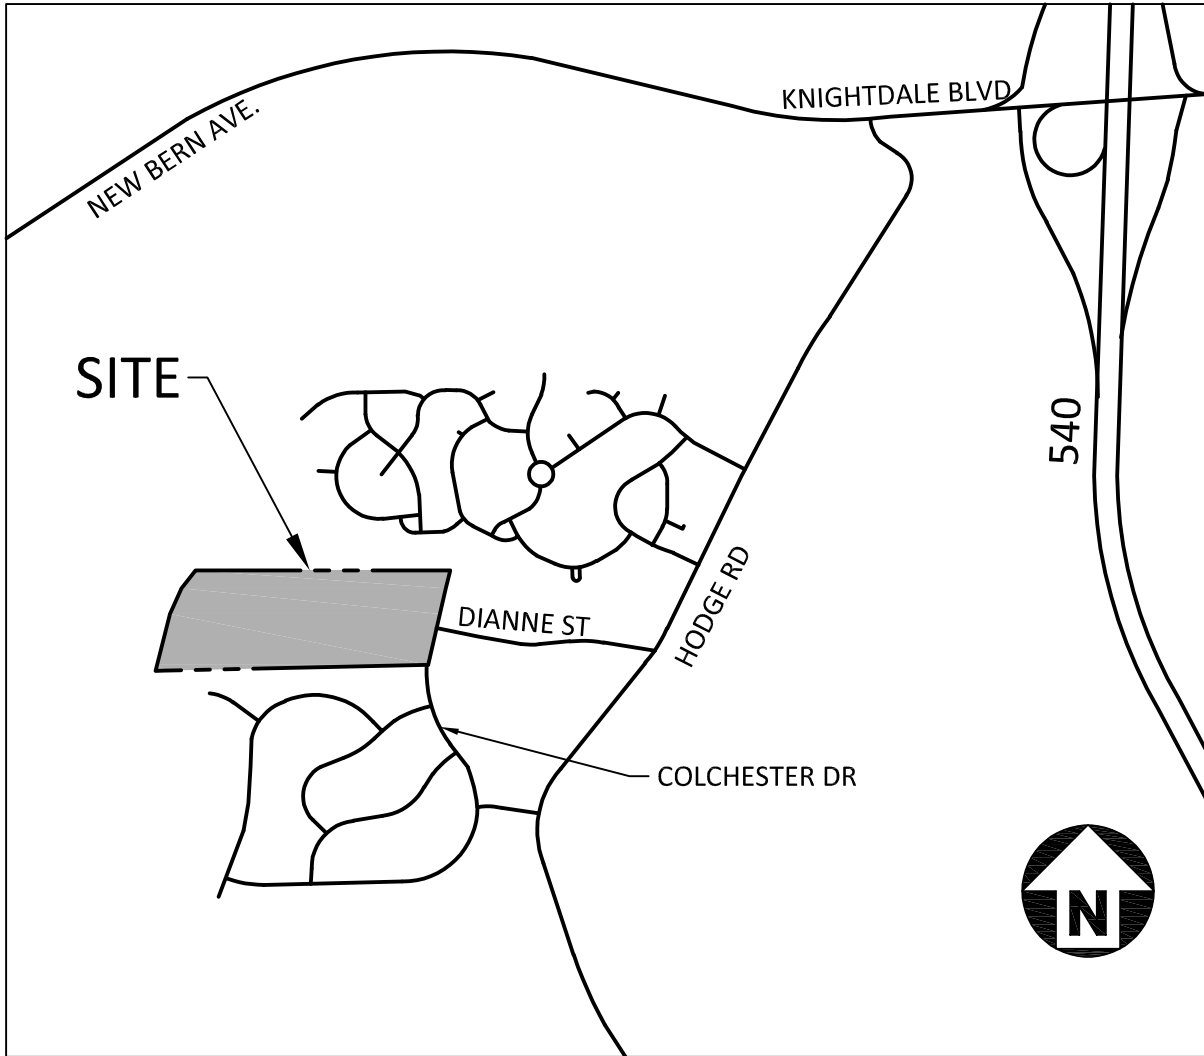 KNIGHTDALE BLVD
NEW BERN AVE.
SITE
540
DIANNE ST
HODGE RD
COLCHESTER DR
N